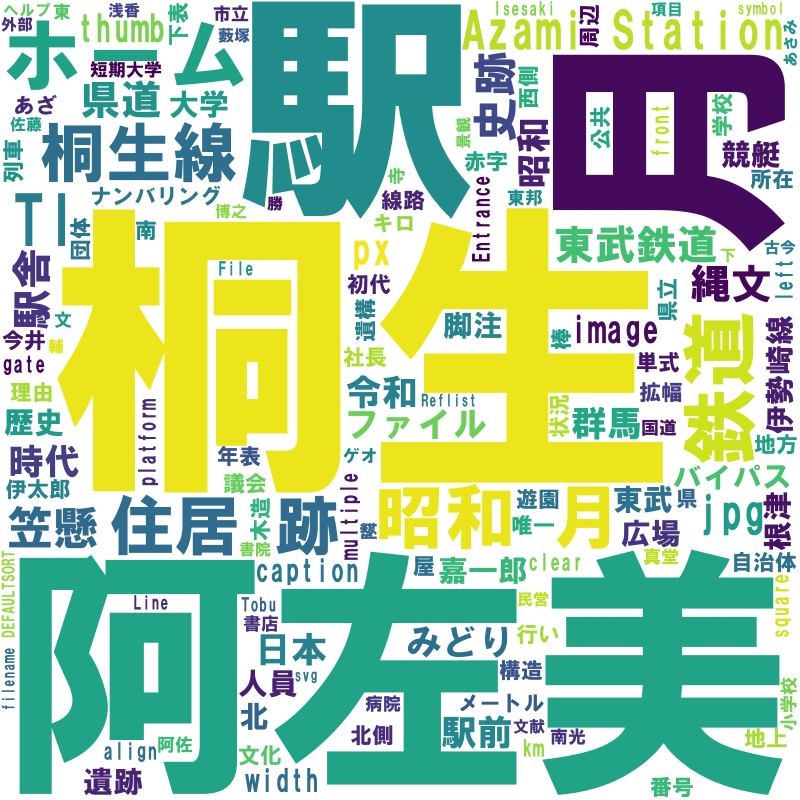 ヘルプ 東 浅香 市立 Isesaki 項目 symbol
外部 thumb 下表 藪塚 Azami Station 周辺 あさみ
ホーム 短期大学 駅 西側
あざ 県道 大学 史跡 公共 front 学校
佐藤 景観 昭和 競艇
列車 桐生線 心 赤字 所在
ナンバリング 寺 線路 東邦
TI 団体 南 博之 勝 キロ Entrance 東武鉄道 古今
駅舎 File px 初代 縄文 下 left
文 桐生 遺構 脚注 棒 県立
今井 輔 image 鉄道 伊勢崎線
gate 社長 単式
理由 platform 令和 Reflist 状況 拡幅
歴史 ファイル 群馬 国道
時代 年表 ゲオ 地方
伊太郎 議会 バイパス
笠懸 住居 跡 木造 multiple 墜 昭和 遊園 月 東武 県 jpg 根津
書院 唯一 広場
DEFAULTSORT caption 屋 嘉一郎 clear 真堂 自治体
阿左美 Line Tobu 民営 square
書店 みどり 行い
日本 svg 構造
filename 人員 病院 メートル 小学校
北 北側 駅前 文献 南光 地上
align 阿佐 文化 km
遺跡 width 番号